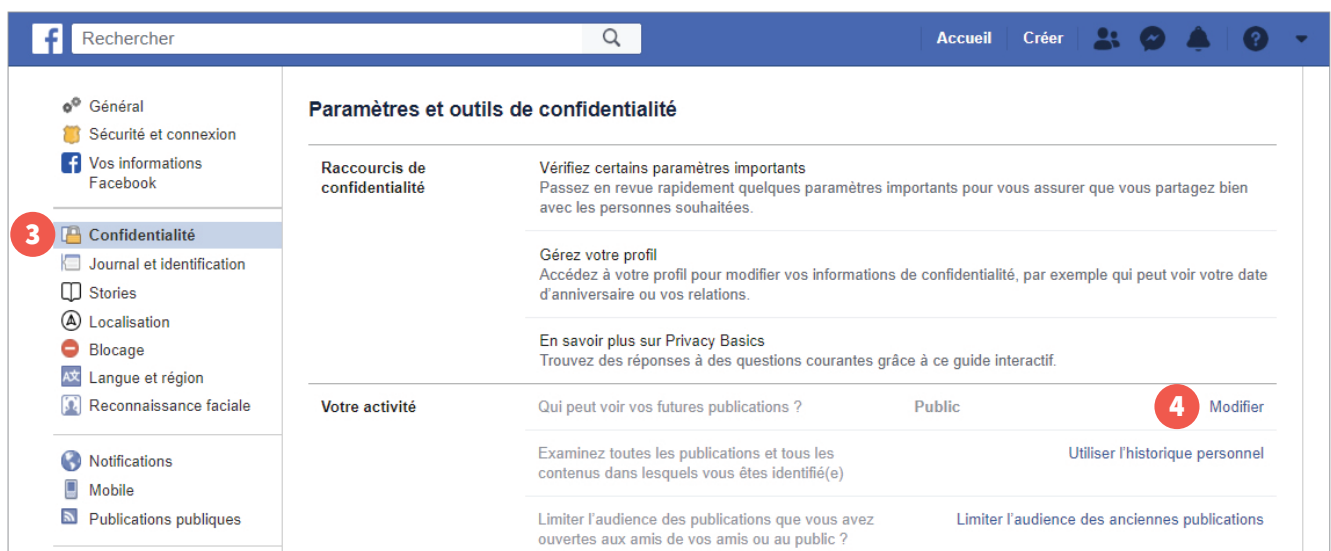 f Rechercher Accueil Créer ?
Général
Sécurité et connexion
Vos informations
Facebook
3 Confidentialité
Journal et identification
Stories
Localisation
Blocage
Langue et région
Reconnaissance faciale
Notifications
Mobile
Publications publiques
Paramètres et outils de confidentialité
Raccourcis de
confidentialité
Vérifiez certains paramètres importants
Passez en revue rapidement quelques paramètres importants pour vous assurer que vous partagez bien
avec les personnes souhaitées.
Gérez votre profil
Accédez à votre profil pour modifier vos informations de confidentialité, par exemple qui peut voir votre date
d’anniversaire ou vos relations.
En savoir plus sur Privacy Basics
Trouvez des réponses à des questions courantes grâce à ce guide interactif.
Votre activité
Qui peut voir vos futures publications ? Public 4 Modifier
Examinez toutes les publications et tous les
contenus dans lesquels vous êtes identifié(e)
Utiliser l’historique personnel
Limiter l’audience des publications que vous avez
ouvertes aux amis de vos amis ou au public ?
Limiter l’audience des anciennes publications